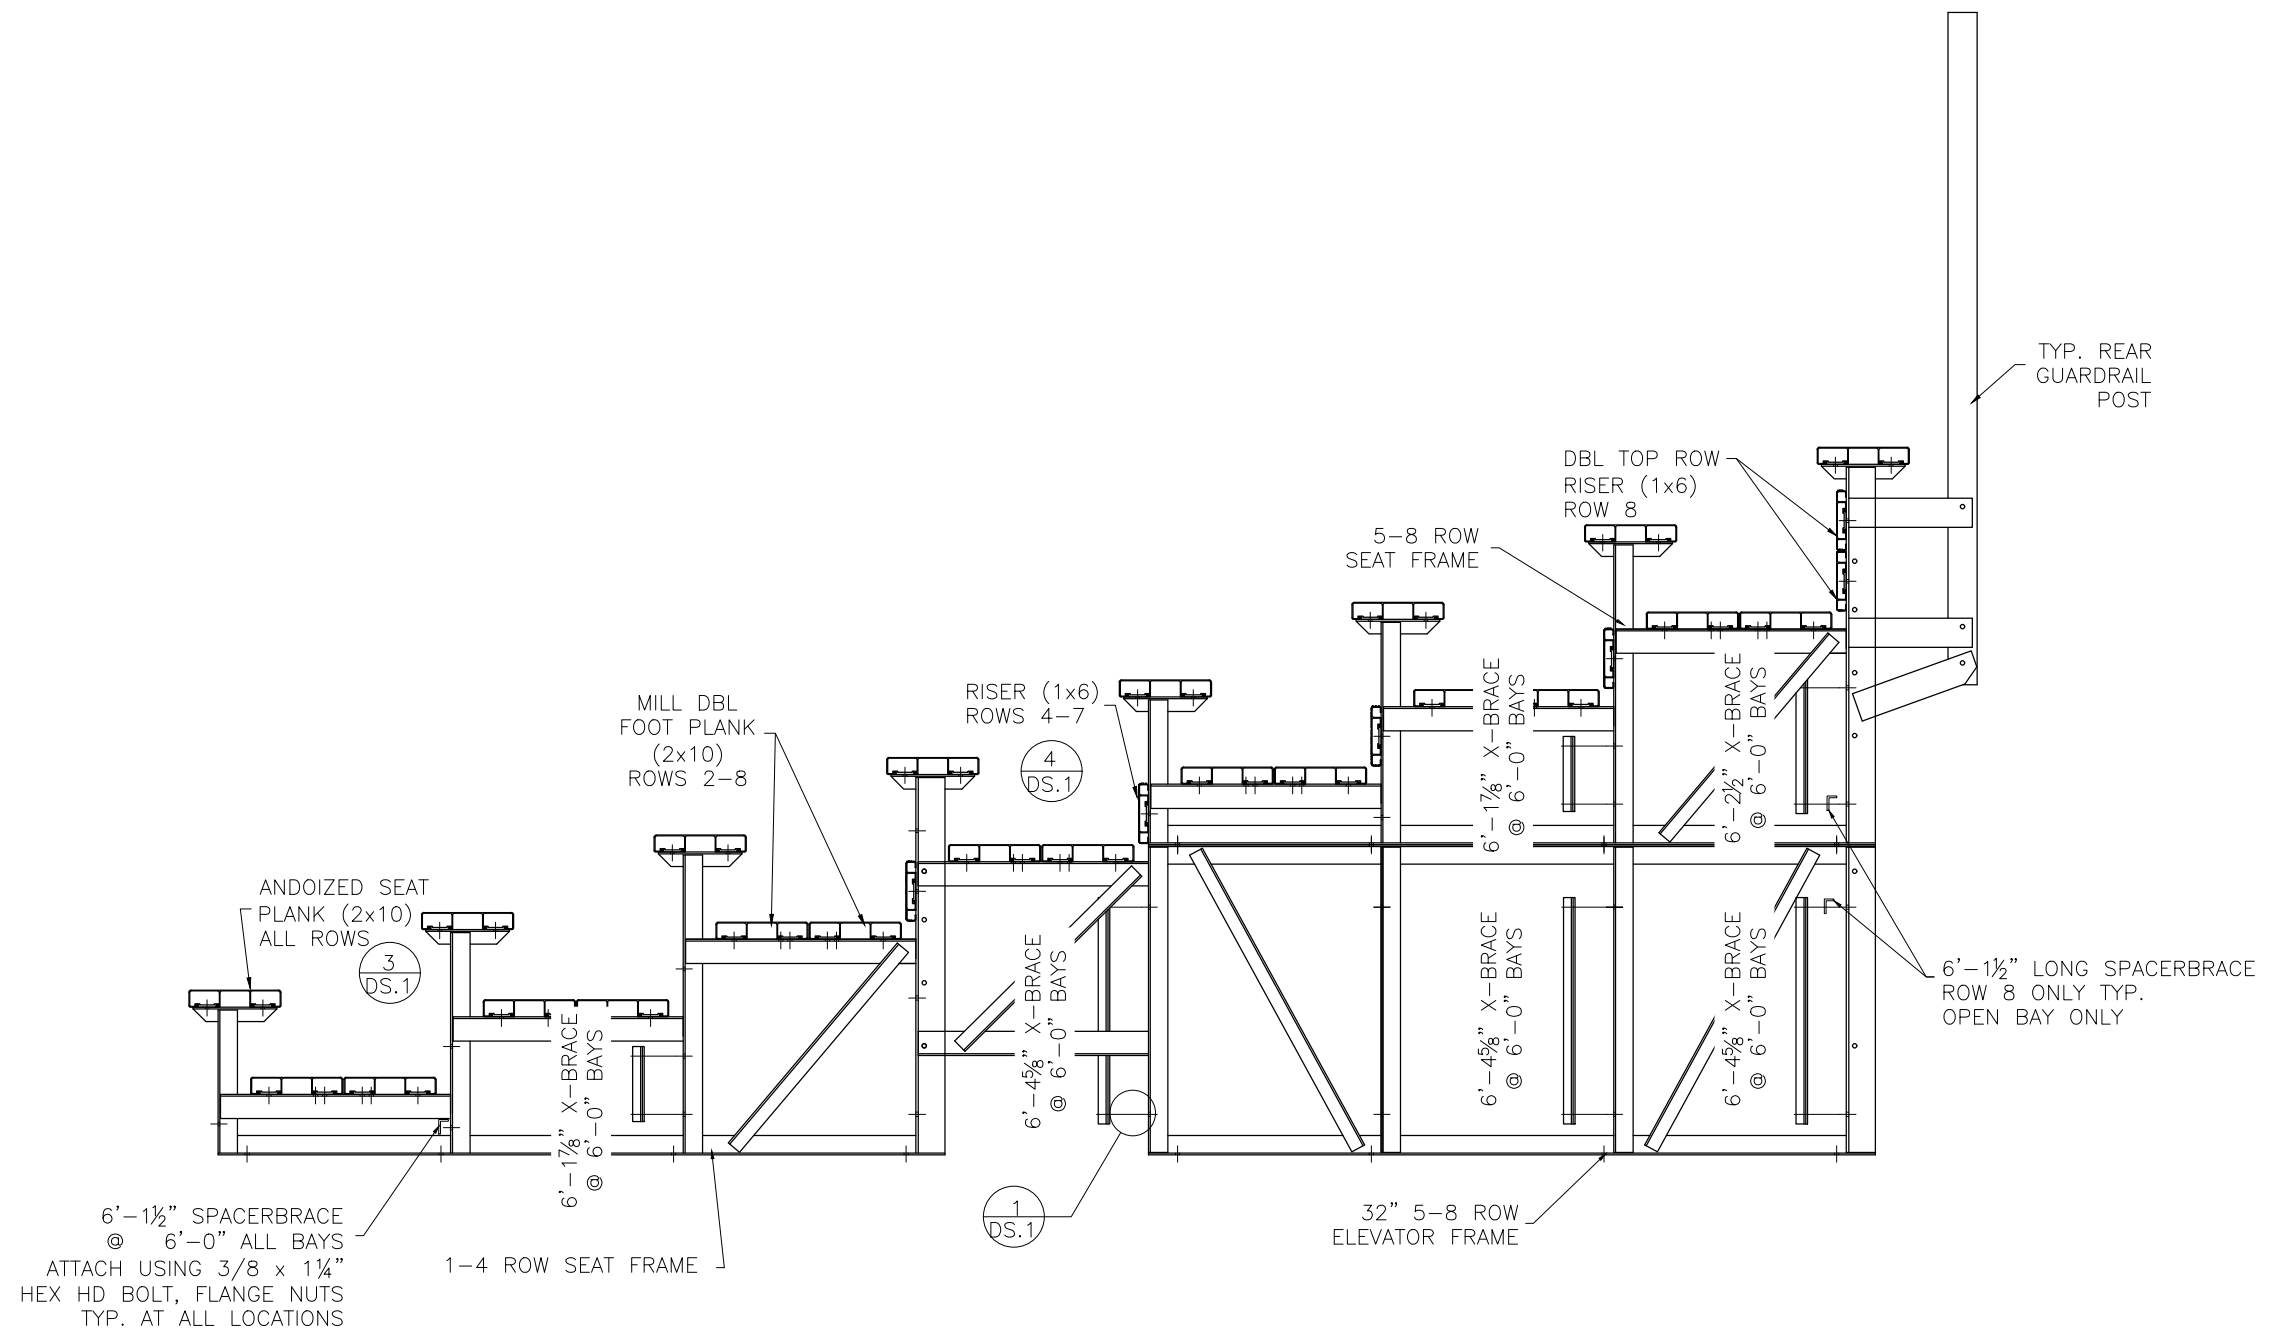 TYP. REAR
GUARDRAIL
POST
DBL TOP ROW
RISER (1x6)
ROW 8
5-8 ROW
SEAT FRAME
RISER (1x6)
ROWS 4-7
4
DS.1
MILL DBL
FOOT PLANK
(2x10)
ROWS 2-8
ANDOIZED SEAT
PLANK (2x10)
ALL ROWS
3
DS.1
6'-1⅞" X-BRACE
@ 6'-0" BAYS
6'-4⅝" X-BRACE
@ 6'-0" BAYS
6'-1⅞" X-BRACE
@ 6'-0" BAYS
6'-2½" X-BRACE
@ 6'-0" BAYS
6'-4⅝" X-BRACE
@ 6'-0" BAYS
6'-4⅝" X-BRACE
@ 6'-0" BAYS
6'-1½" LONG SPACERBRACE
ROW 8 ONLY TYP.
OPEN BAY ONLY
6'-1½" SPACERBRACE
@ 6'-0" ALL BAYS
ATTACH USING 3/8 x 1¼"
HEX HD BOLT, FLANGE NUTS
TYP. AT ALL LOCATIONS
1-4 ROW SEAT FRAME
1
DS.1
32" 5-8 ROW
ELEVATOR FRAME